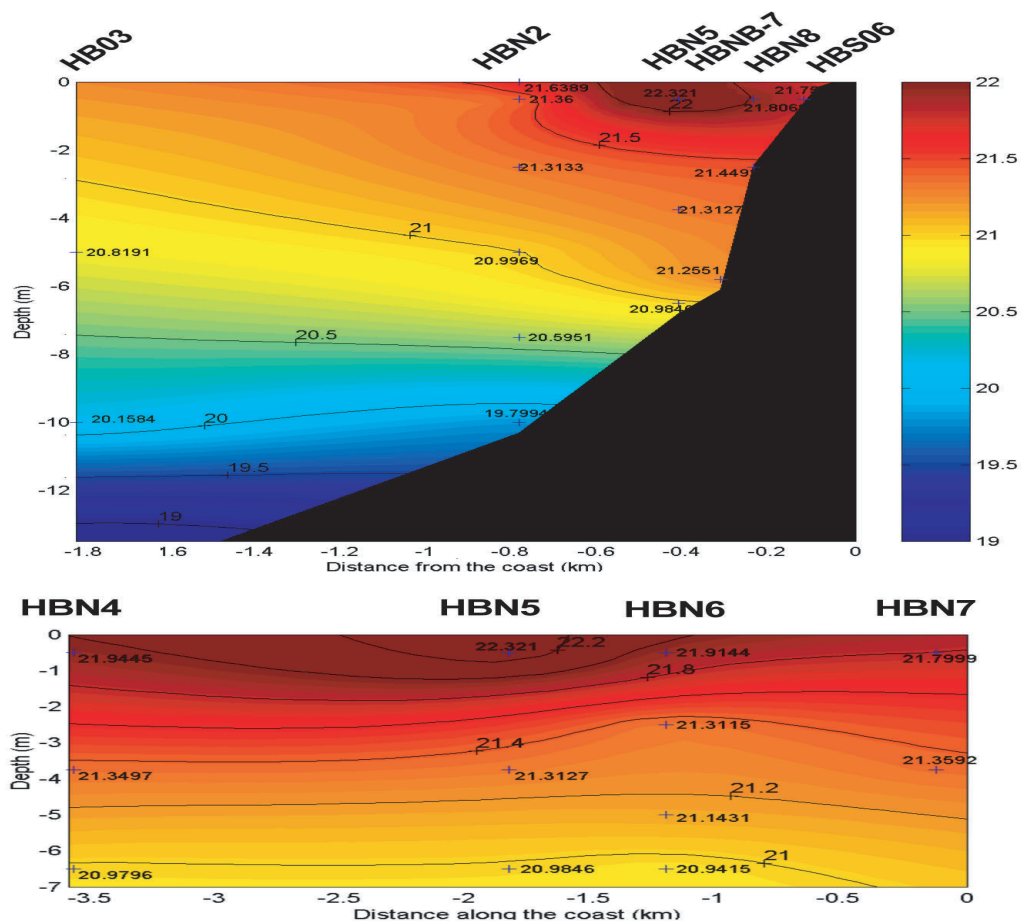 HB03 HBN2 HBN5 HBNB-7 HBN8 HBS06
0 22
21.6389 22.321
21.36 22 21.806
21.5
-2 21.5
21.3133 21.449
21.3127
-4 21
20.8191 20.9969 21 21.2551
-6
20.984
20.5 20.5951 20.5
-8
20
-10 20.1584 20 19.7994
19.5 19.5
-12
19 19
Depth (m)
-1.8 1.6 -1.4 -1.2 -1 -0.8 -0.6 -0.4 -0.2 0
Distance from the coast (km)
HBN4 HBN5 HBN6 HBN7
0
21.9445 22.321 22.2 21.9144 21.7999
-1 21.8
-2
21.3115
-3 21.4
21.3497 21.3127 21.3592
-4
21.2
-5 21.1431
-6 21
20.9796 20.9846 20.9415
-7
Depth (m)
-3.5 -3 -2.5 -2 -1.5 -1 -0.5 0
Distance along the coast (km)